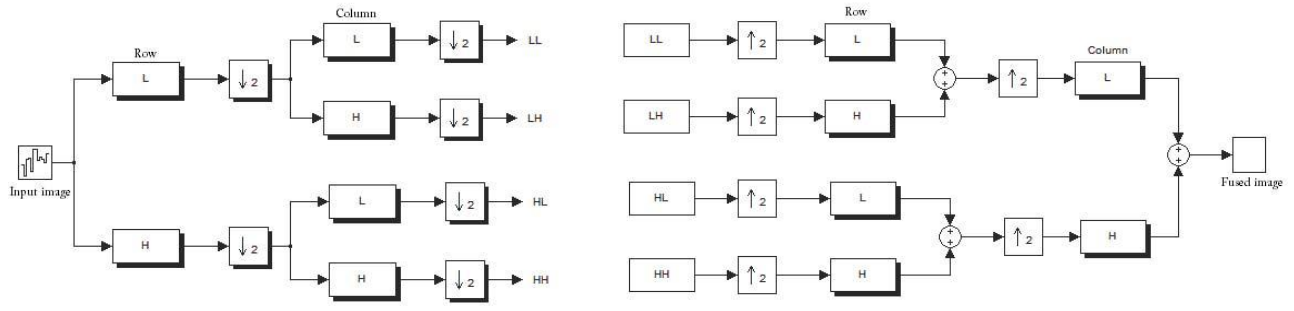 Column
Row
L
↓2
L
↓2
LL
H
↓2
LH
Input image
H
↓2
L
↓2
HL
H
↓2
HH
Row
Column
LL
↑2
L
+
+
↑2
L
LH
↑2
H
+
+
Fused image
HL
↑2
L
+
+
↑2
H
HH
↑2
H